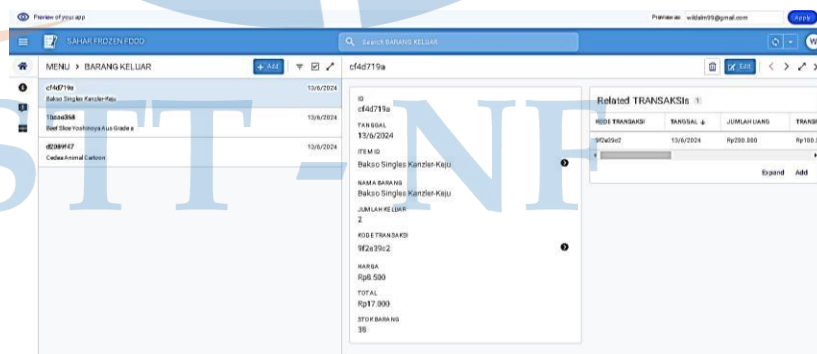 Preview of your app
Preview as: wildaini99@gmail.com
Apply
SAHAR FROZEN FOOD
Search BARANG KELUAR
W
MENU > BARANG KELUAR
+ Add
cf4d719a
Edit
cf4d719a
13/6/2024
Bakso Singles Kanzler-Keju
13/6/2024
Beef Slice Yoshinoya Aus Grade a
d2089f47
13/6/2024
Cedea Animal Cartoon
ID
cf4d719a
TANGGAL
13/6/2024
ITEM ID
Bakso Singles Kanzler-Keju
NAMA BARANG
Bakso Singles Kanzler-Keju
JUMLAH KELUAR
2
KODE TRANSAKSI
9f2e39c2
HARGA
Rp8.500
TOTAL
Rp17.000
STOK BARANG
38
Related TRANSAKSIs 1
KODE TRANSAKSI
TANGGAL
JUMLAH UANG
9f2e39c2
13/6/2024
Rp200.000
Expand
Add
STT - NF